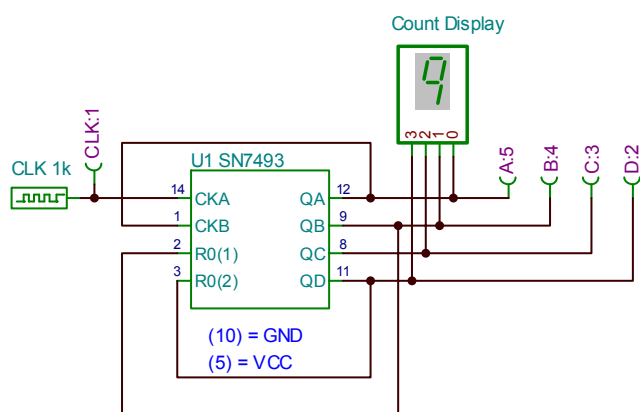 Count Display
9
3 2 1 0
CLK:1
A:5
B:4
C:3
D:2
CLK 1k
U1 SN7493
14 CKA QA 12
1 CKB QB 9
2 R0(1) QC 8
3 R0(2) QD 11
(10) = GND
(5) = VCC